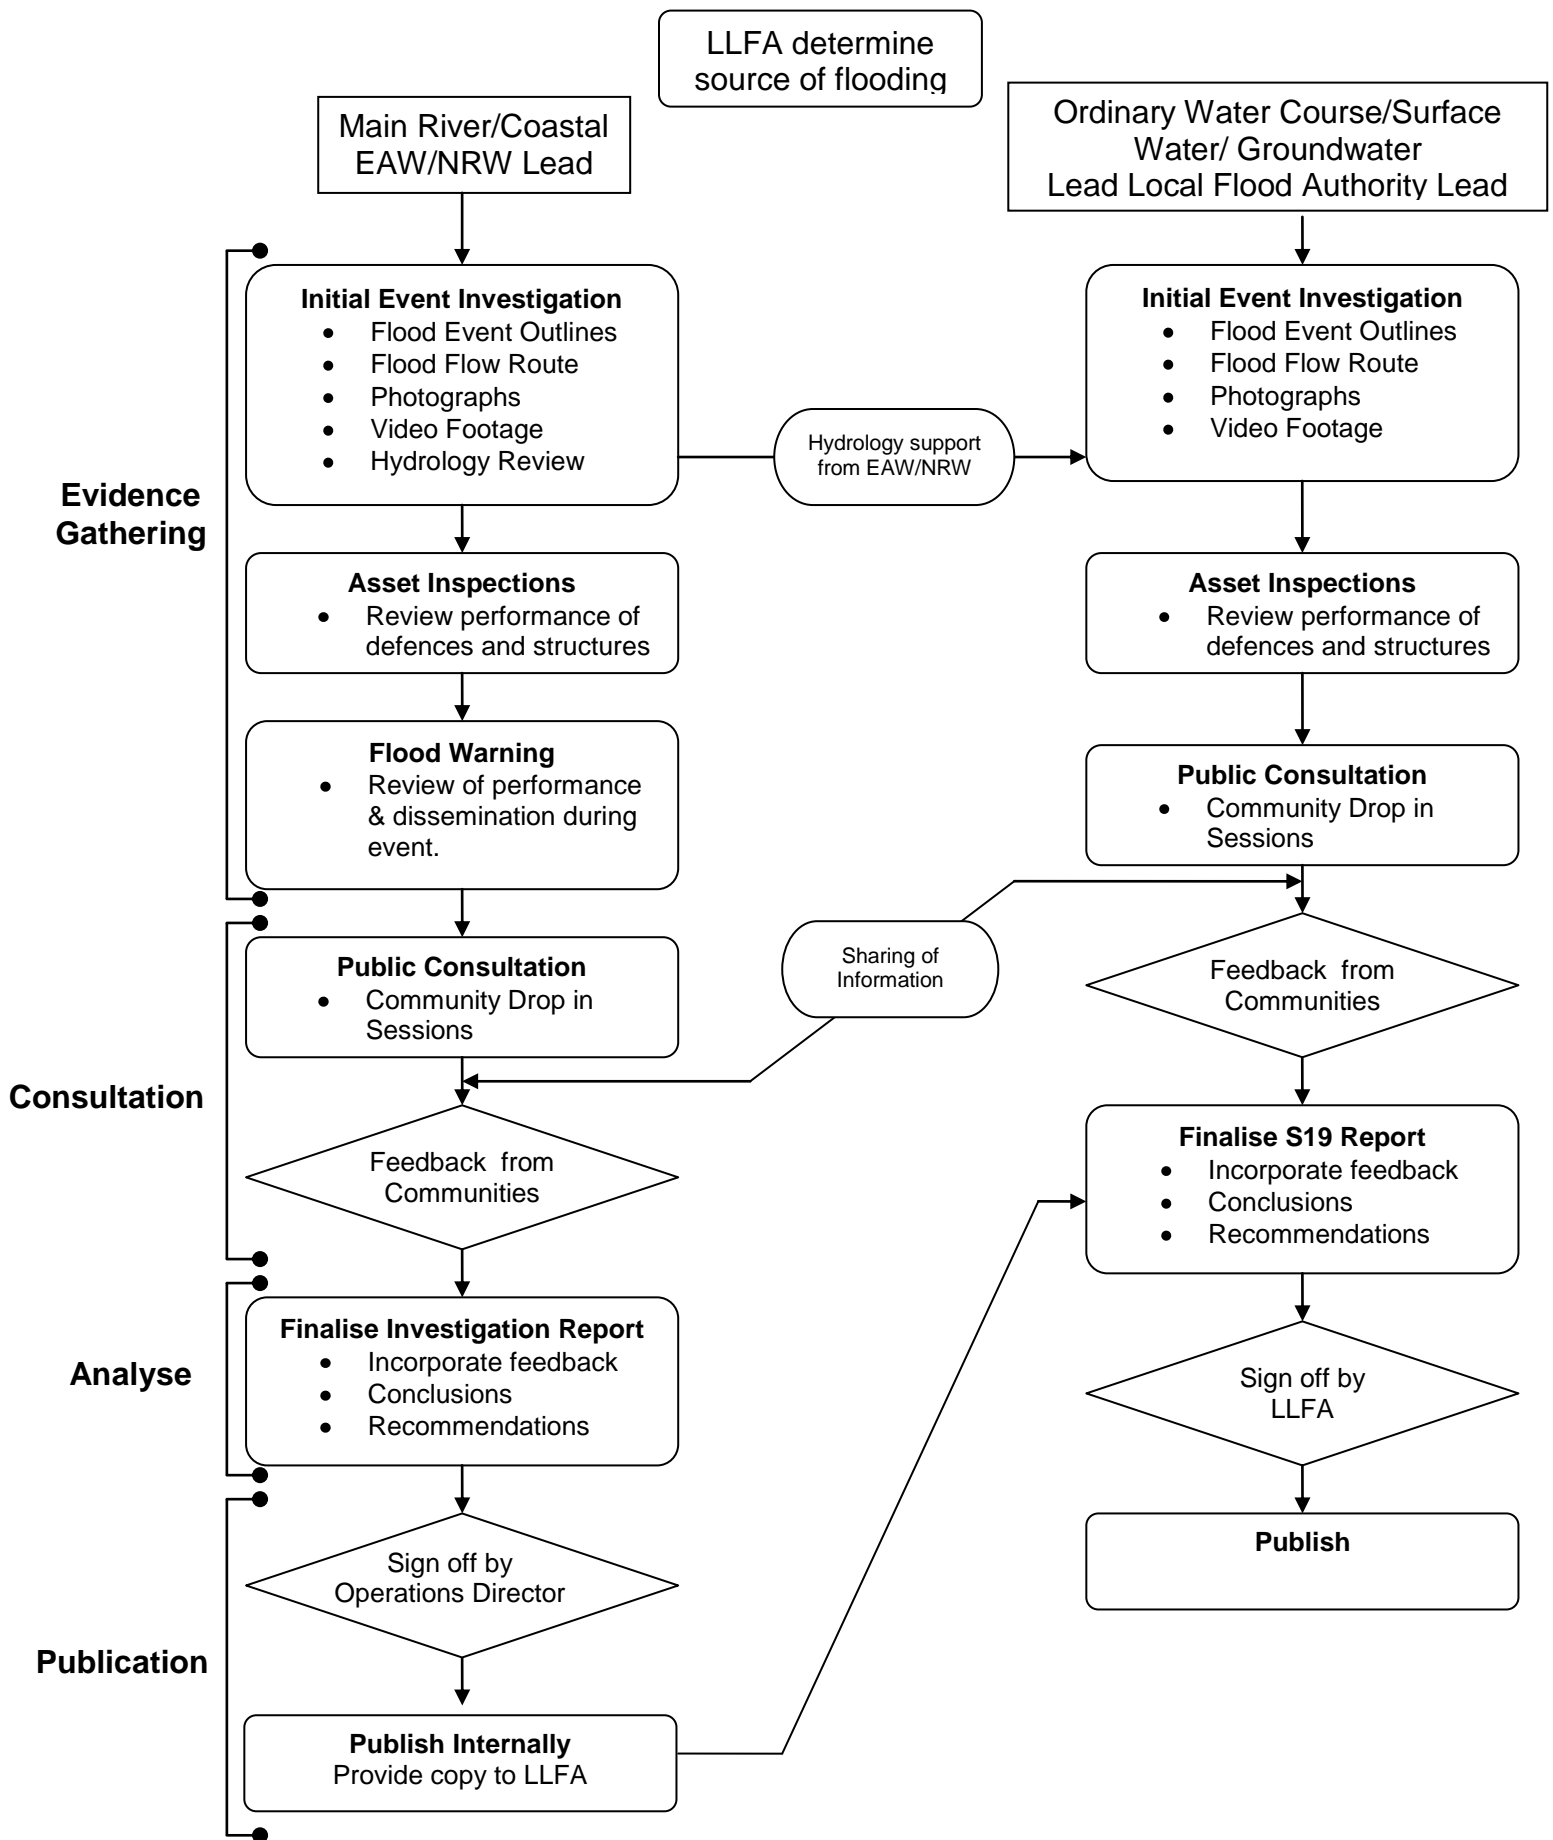 LLFA determine
source of flooding
Main River/Coastal
EAW/NRW Lead
Ordinary Water Course/Surface
Water/ Groundwater
Lead Local Flood Authority Lead
Evidence
Gathering
Initial Event Investigation
• Flood Event Outlines
• Flood Flow Route
• Photographs
• Video Footage
• Hydrology Review
Hydrology support
from EAW/NRW
Initial Event Investigation
• Flood Event Outlines
• Flood Flow Route
• Photographs
• Video Footage
Asset Inspections
• Review performance of
defences and structures
Asset Inspections
• Review performance of
defences and structures
Flood Warning
• Review of performance
& dissemination during
event.
Public Consultation
• Community Drop in
Sessions
Consultation
Public Consultation
• Community Drop in
Sessions
Sharing of
Information
Feedback from
Communities
Feedback from
Communities
Finalise S19 Report
• Incorporate feedback
• Conclusions
• Recommendations
Analyse
Finalise Investigation Report
• Incorporate feedback
• Conclusions
• Recommendations
Sign off by
LLFA
Publication
Sign off by
Operations Director
Publish
Publish Internally
Provide copy to LLFA